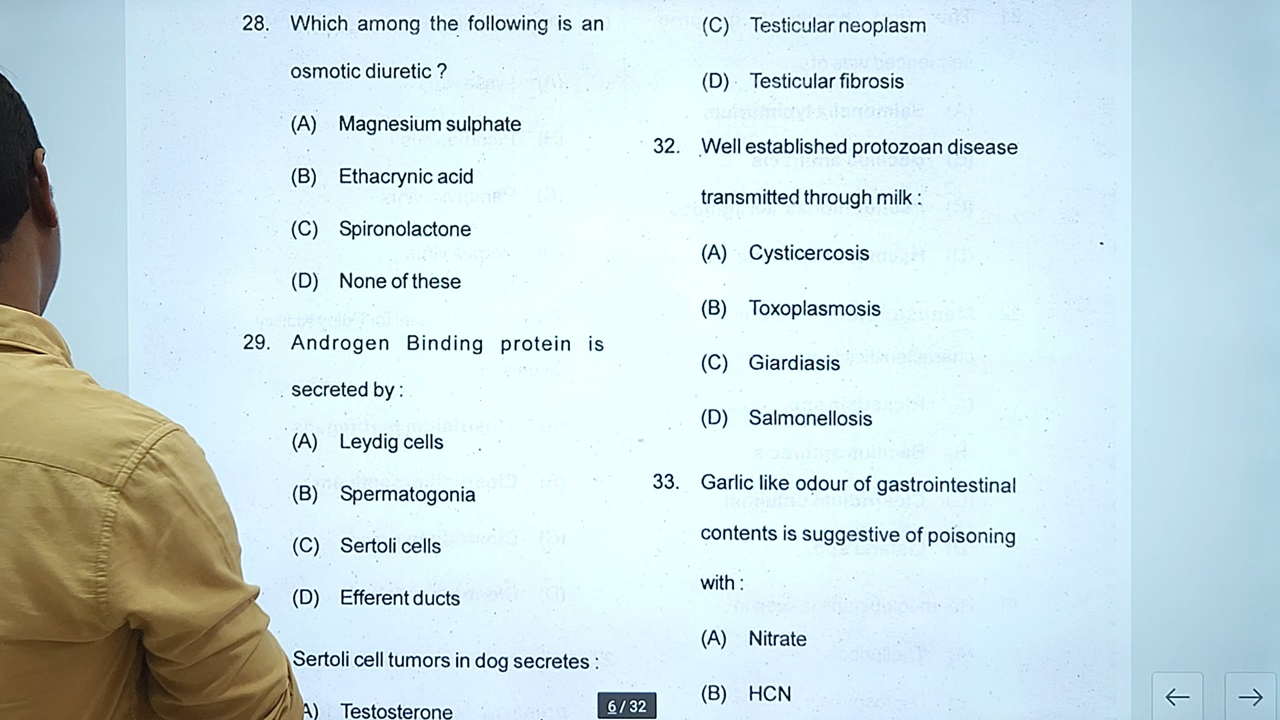 28. Which among the following is an
osmotic diuretic ?
(A) Magnesium sulphate
(B) Ethacrynic acid
(C) Spironolactone
(D) None of these
29. Androgen Binding protein is
secreted by :
(A) Leydig cells
(B) Spermatogonia
(C) Sertoli cells
(D) Efferent ducts
Sertoli cell tumors in dog secretes :
A) Testosterone
(C) Testicular neoplasm
(D) Testicular fibrosis
32. Well established protozoan disease
transmitted through milk :
(A) Cysticercosis
(B) Toxoplasmosis
(C) Giardiasis
(D) Salmonellosis
33. Garlic like odour of gastrointestinal
contents is suggestive of poisoning
with :
(A) Nitrate
(B) HCN
6 / 32